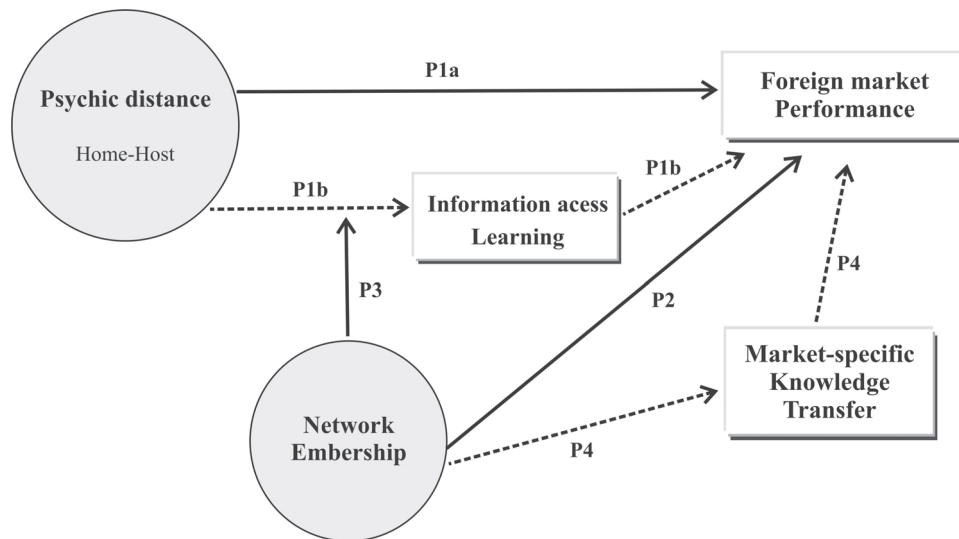 P1a
Psychic distance
Home-Host
Foreign market
Performance
P1b
P1b
Information acess
Learning
P3
P2
P4
Market-specific
Knowledge
Transfer
Network
Embership
P4